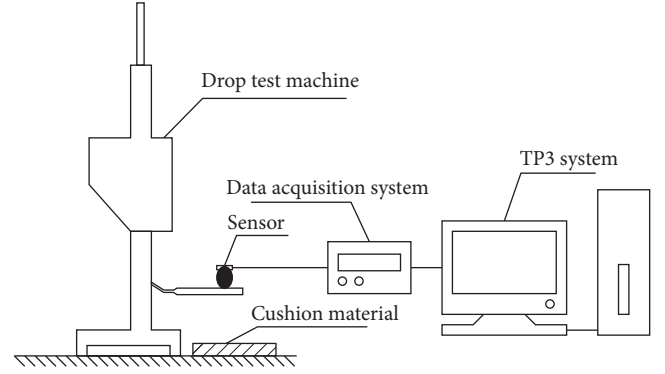 Drop test machine
TP3 system
Data acquisition system
Sensor
Cushion material